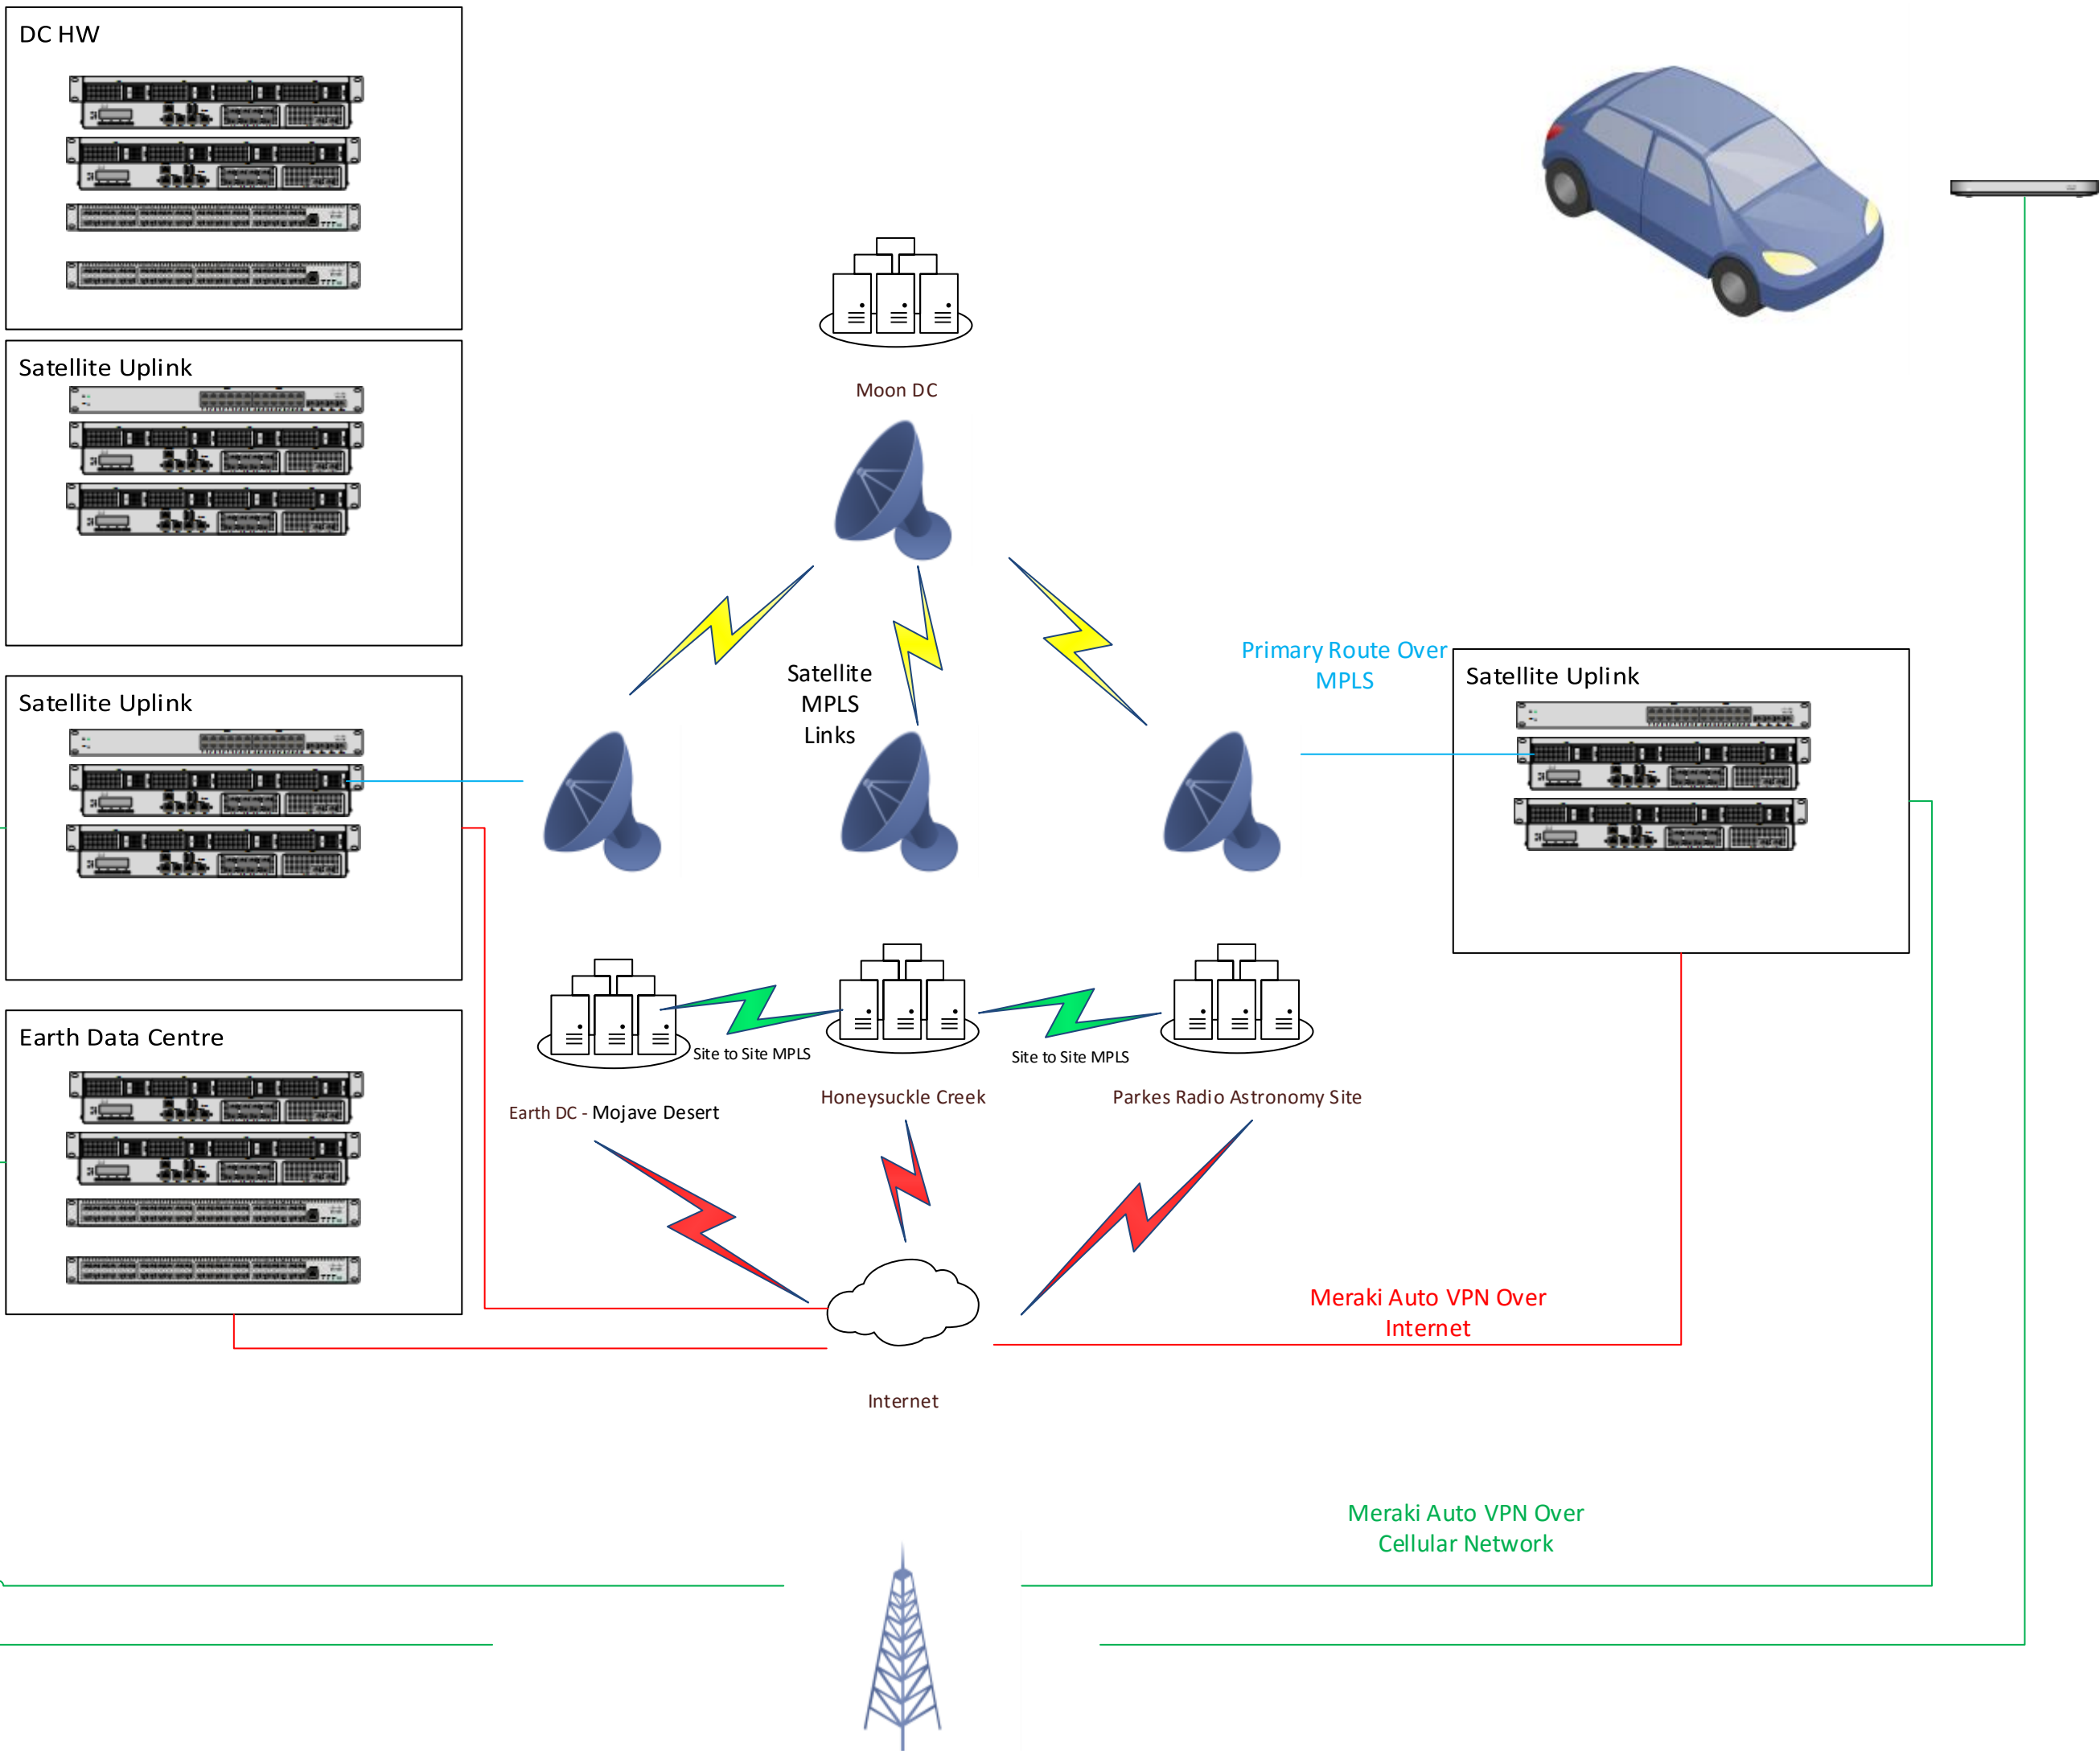 DC HW
Satellite Uplink
Moon DC
Satellite
MPLS
Links
Primary Route Over
MPLS
Satellite Uplink
Satellite Uplink
Earth Data Centre
Site to Site MPLS
Site to Site MPLS
Earth DC - Mojave Desert
Honeysuckle Creek
Parkes Radio Astronomy Site
Meraki Auto VPN Over
Internet
Internet
Meraki Auto VPN Over
Cellular Network